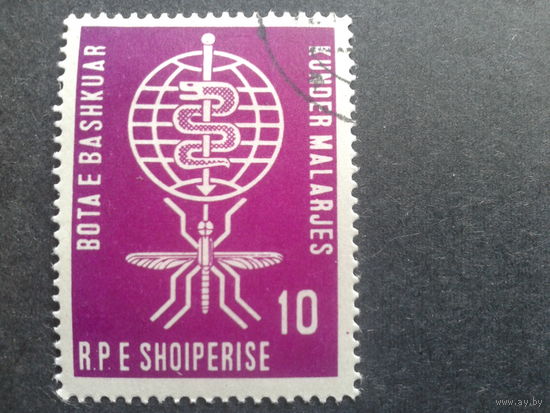 BOTA E BASHKUAR
KUNDER MALARJES
10
R.P.E SHQIPERISE
www.ay.by